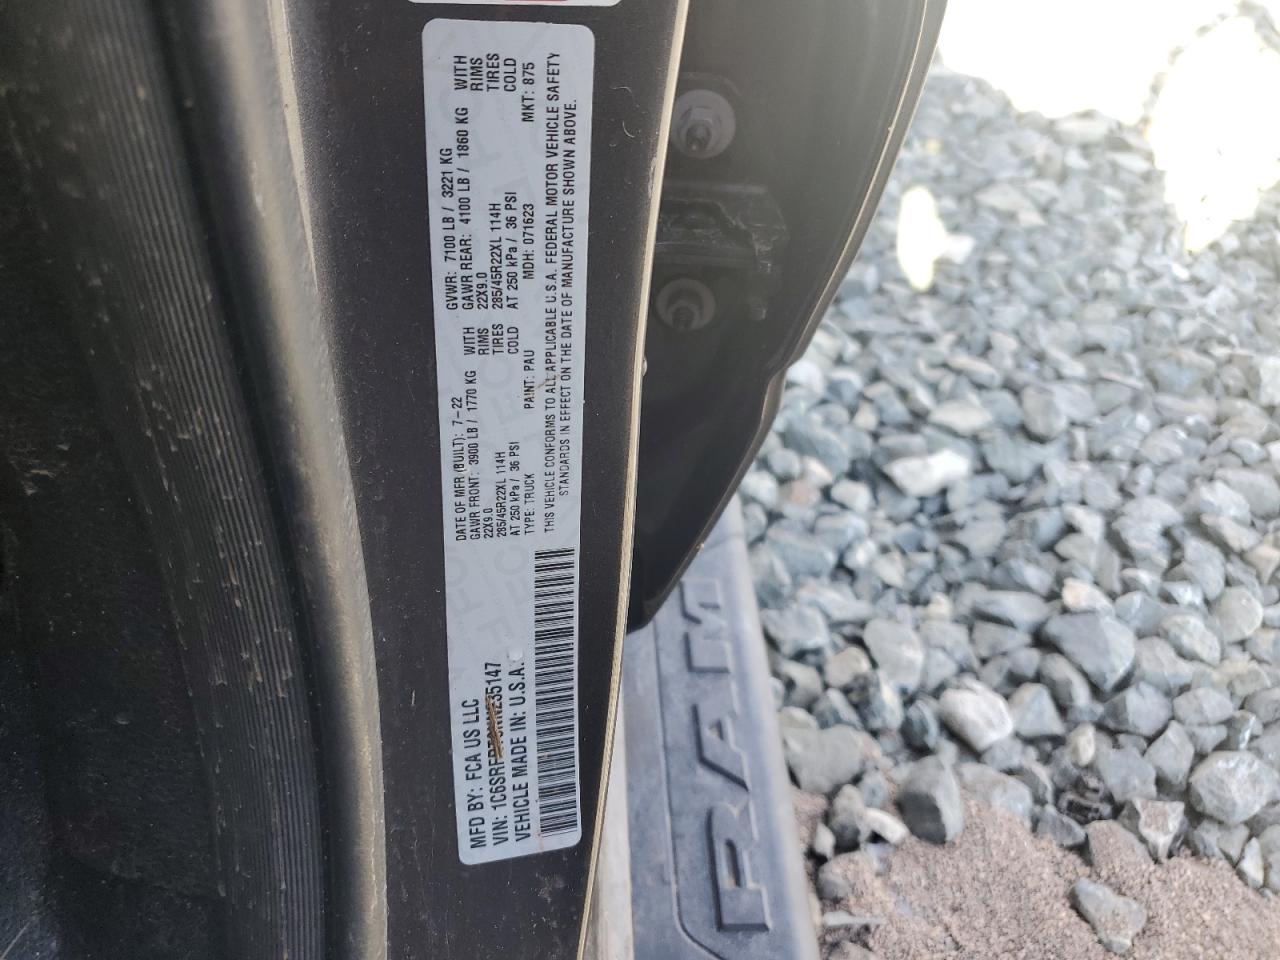 MFD BY: FCA US LLC
DATE OF MFR (BUILT): 7-22
GVWR: 7100 LB / 3221 KG
GAWR FRONT: 3900 LB / 1770 KG WITH
GAWR REAR: 4100 LB / 1860 KG WITH
22X9.0 RIMS
22X9.0 RIMS
285/45R22XL 114H TIRES
285/45R22XL 114H TIRES
AT 250 kPa / 36 PSI COLD
AT 250 kPa / 36 PSI COLD
VIN:
VEHICLE MADE IN: U.S.A.
TYPE: TRUCK PAINT: PAU MDH: 071623 MKT: 875
THIS VEHICLE CONFORMS TO ALL APPLICABLE U.S.A. FEDERAL MOTOR VEHICLE SAFETY
STANDARDS IN EFFECT ON THE DATE OF MANUFACTURE SHOWN ABOVE.
RAM